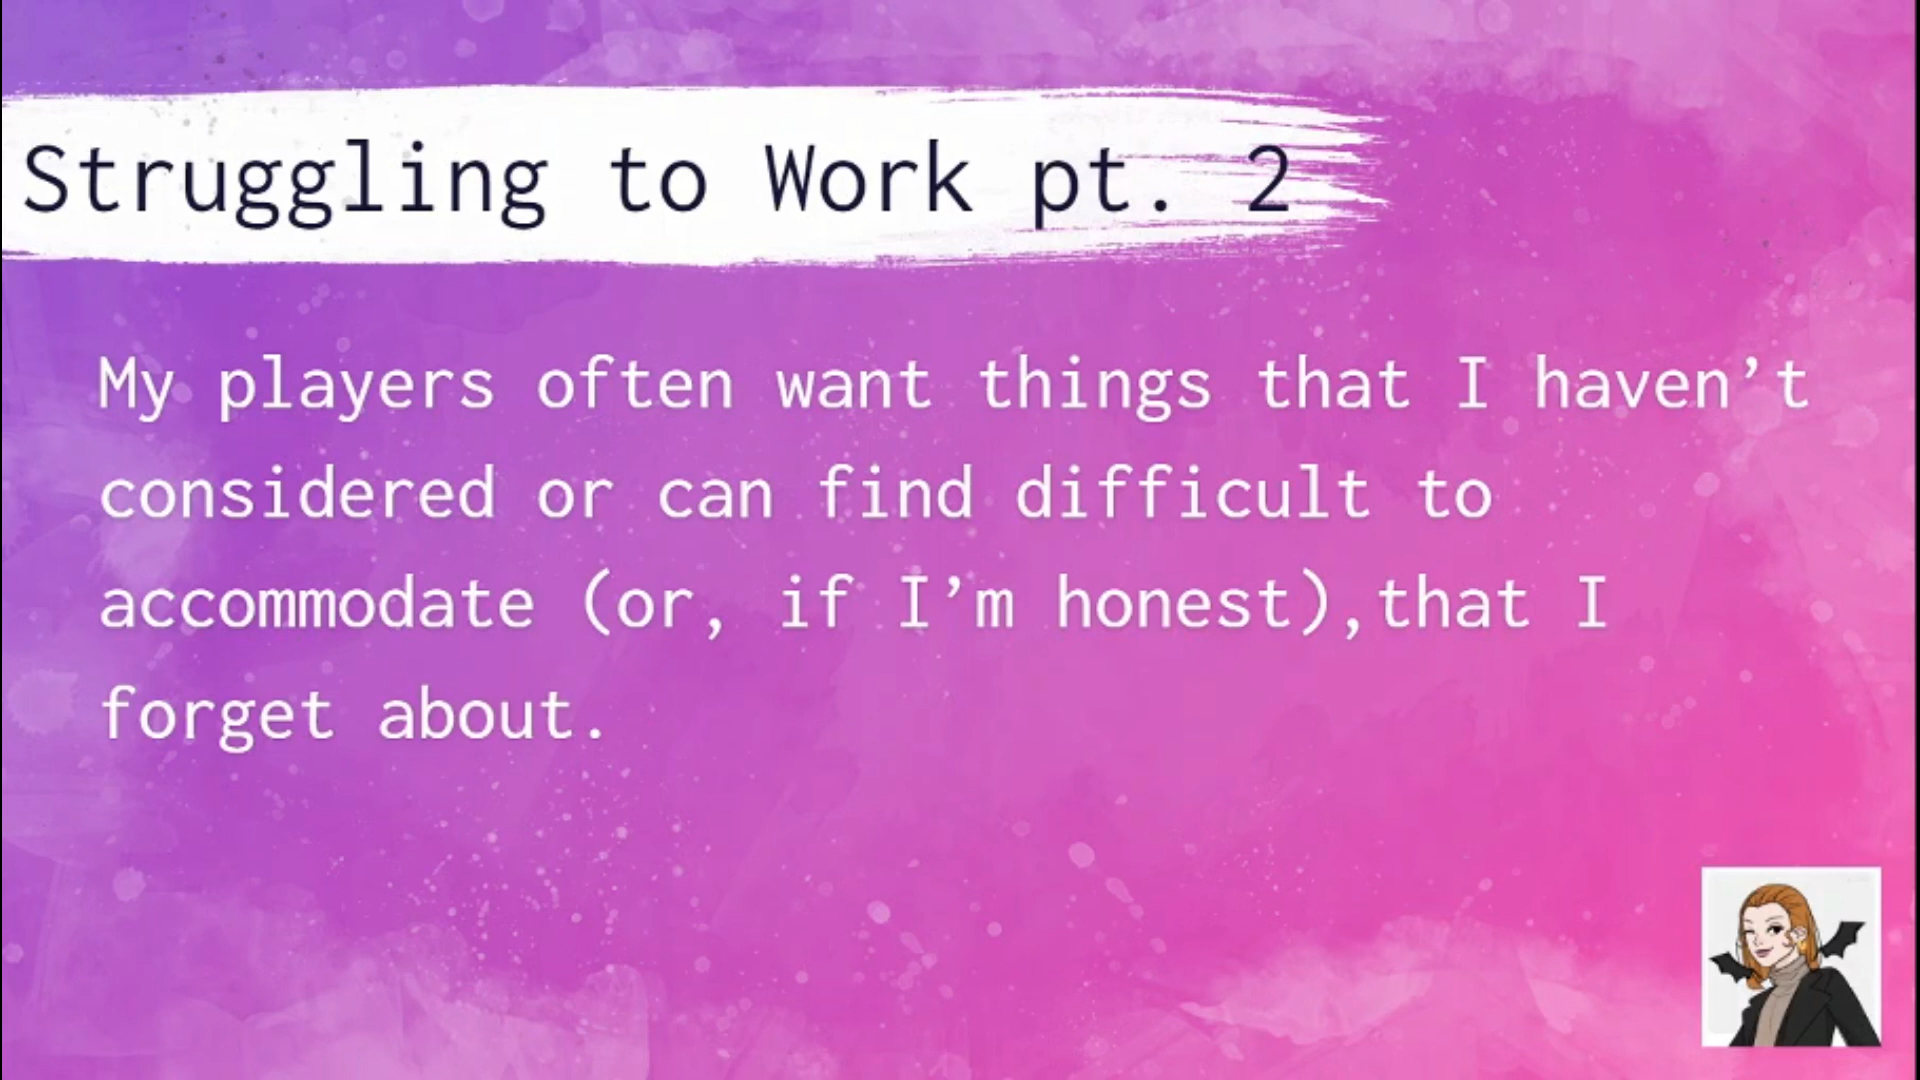 Struggling to Work pt. 2
My players often want things that I haven’t
considered or can find difficult to
accommodate (or, if I’m honest),that I
forget about.